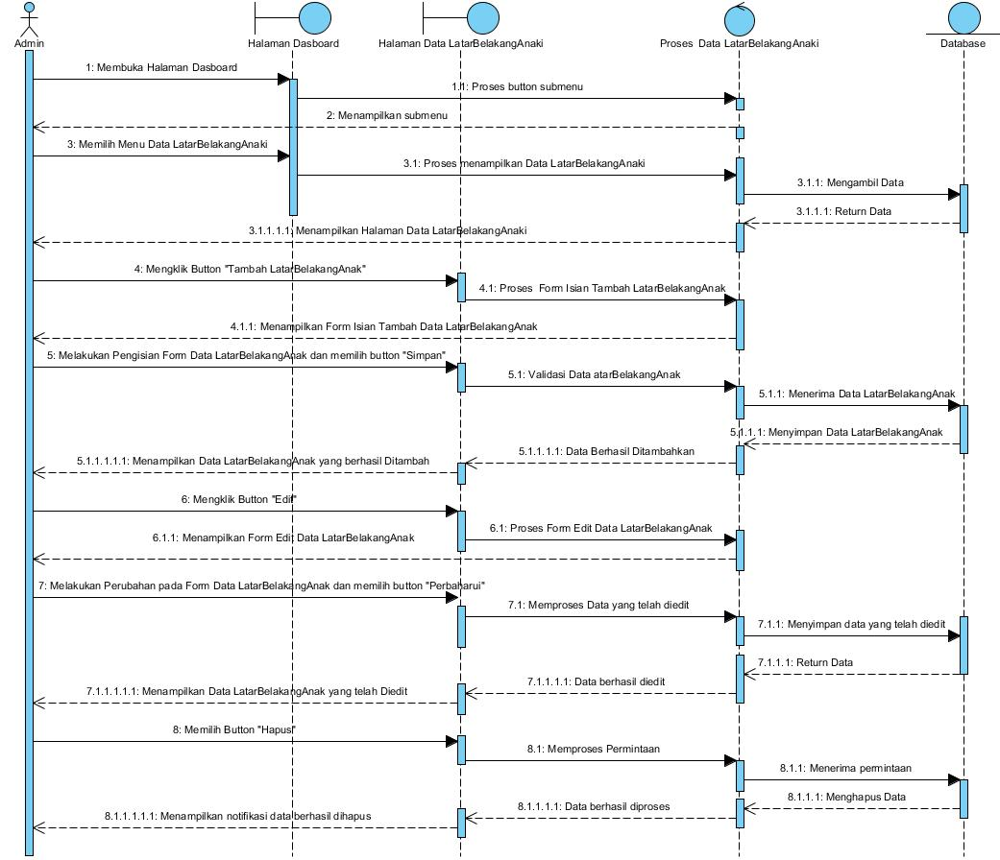 Admin
Halaman Dasboard
Halaman Data LatarBelakangAnaki
Proses Data LatarBelakangAnaki
Database
1: Membuka Halaman Dasboard
1.1: Proses button submenu
2: Menampilkan submenu
3: Memilih Menu Data LatarBelakangAnaki
3.1: Proses menampilkan Data LatarBelakangAnaki
3.1.1: Mengambil Data
3.1.1.1: Return Data
3.1.1.1.1: Menampilkan Halaman Data LatarBelakangAnaki
4: Mengklik Button "Tambah LatarBelakangAnak"
4.1: Proses Form Isian Tambah LatarBelakangAnak
4.1.1: Menampilkan Form Isian Tambah Data LatarBelakangAnak
5: Melakukan Pengisian Form Data LatarBelakangAnak dan memilih button "Simpan"
5.1: Validasi Data atarBelakangAnak
5.1.1: Menerima Data LatarBelakangAnak
5.1.1.1: Menyimpan Data LatarBelakangAnak
5.1.1.1.1: Data Berhasil Ditambahkan
5.1.1.1.1.1: Menampilkan Data LatarBelakangAnak yang berhasil Ditambah
6: Mengklik Button "Edit"
6.1: Proses Form Edit Data LatarBelakangAnak
6.1.1: Menampilkan Form Edit Data LatarBelakangAnak
7: Melakukan Perubahan pada Form Data LatarBelakangAnak dan memilih button "Perbaharui"
7.1: Memproses Data yang telah diedit
7.1.1: Menyimpan data yang telah diedit
7.1.1.1: Return Data
7.1.1.1.1: Data berhasil diedit
7.1.1.1.1.1: Menampilkan Data LatarBelakangAnak yang telah Diedit
8: Memilih Button "Hapus"
8.1: Memproses Permintaan
8.1.1: Menerima permintaan
8.1.1.1: Menghapus Data
8.1.1.1.1: Data berhasil diproses
8.1.1.1.1.1: Menampilkan notifikasi data berhasil dihapus